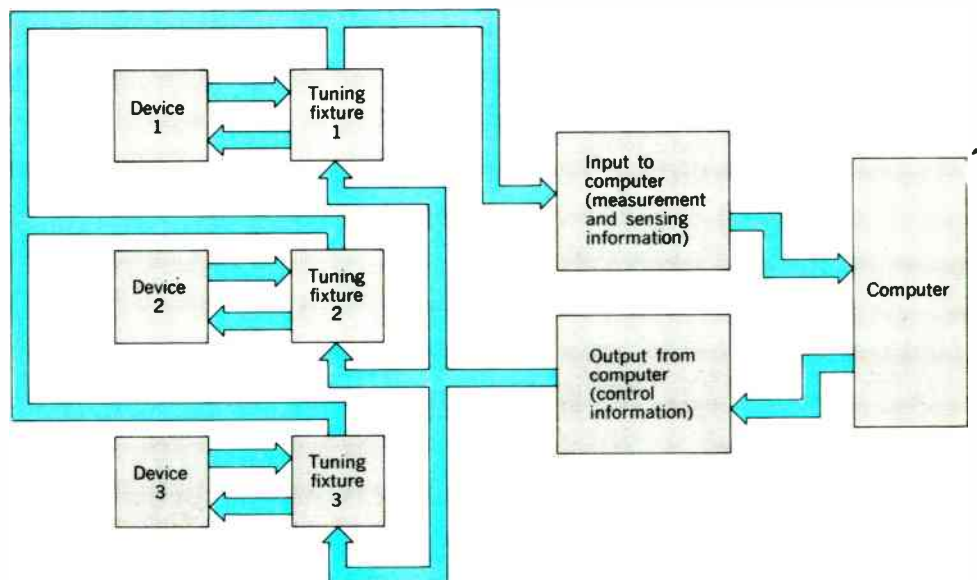 Device
1
Tuning
fixture
1
Input to
computer
(measurement
and sensing
information)
Device
2
Tuning
fixture
2
Computer
Output from
computer
(control
information)
Device
3
Tuning
fixture
3